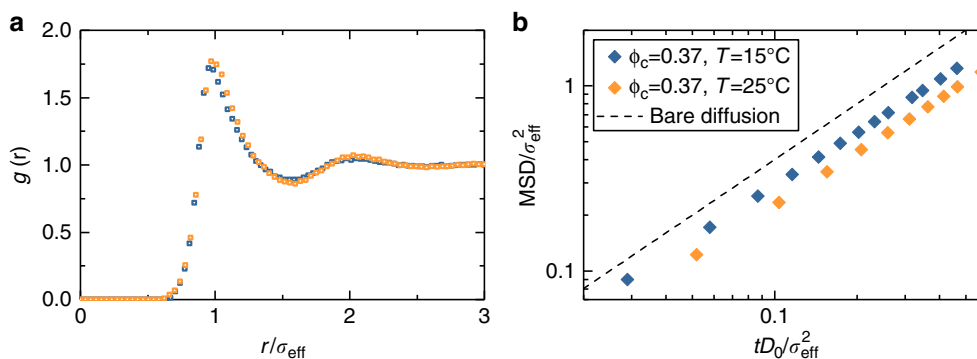 a
2.0
1.5
1.0
0.5
0.0
g (r)
0
1
2
3
r/σeff
b
1
0.1
MSD/σ²eff
ϕc=0.37, T=15°C
ϕc=0.37, T=25°C
Bare diffusion
0.1
tD0/σ²eff